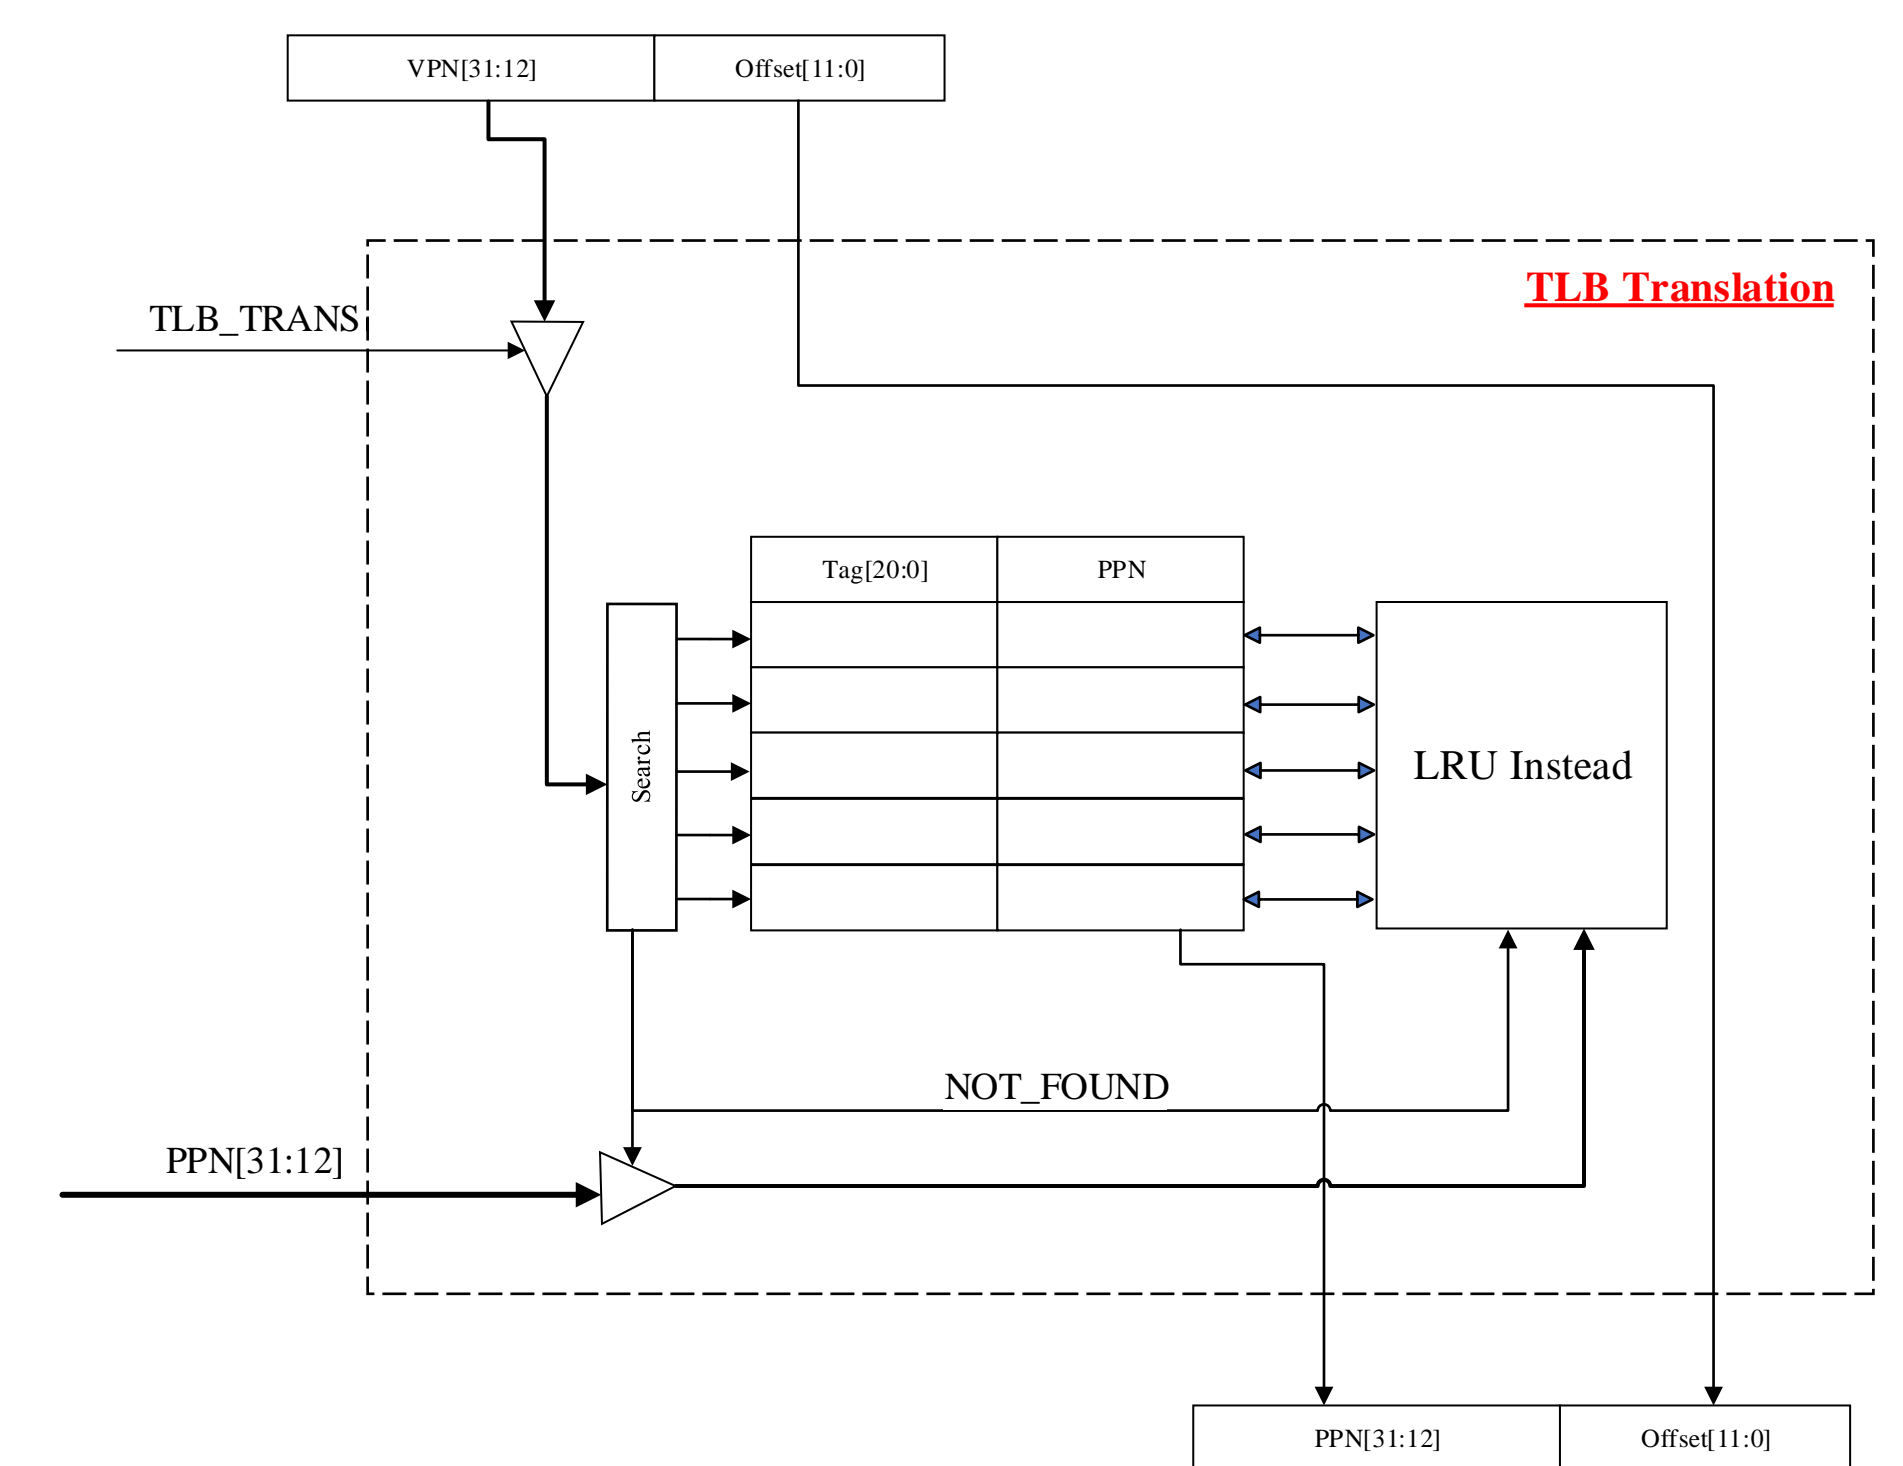 VPN[31:12] Offset[11:0]
TLB Translation
TLB_TRANS
Tag[20:0] PPN
Search
LRU Instead
NOT_FOUND
PPN[31:12]
PPN[31:12] Offset[11:0]